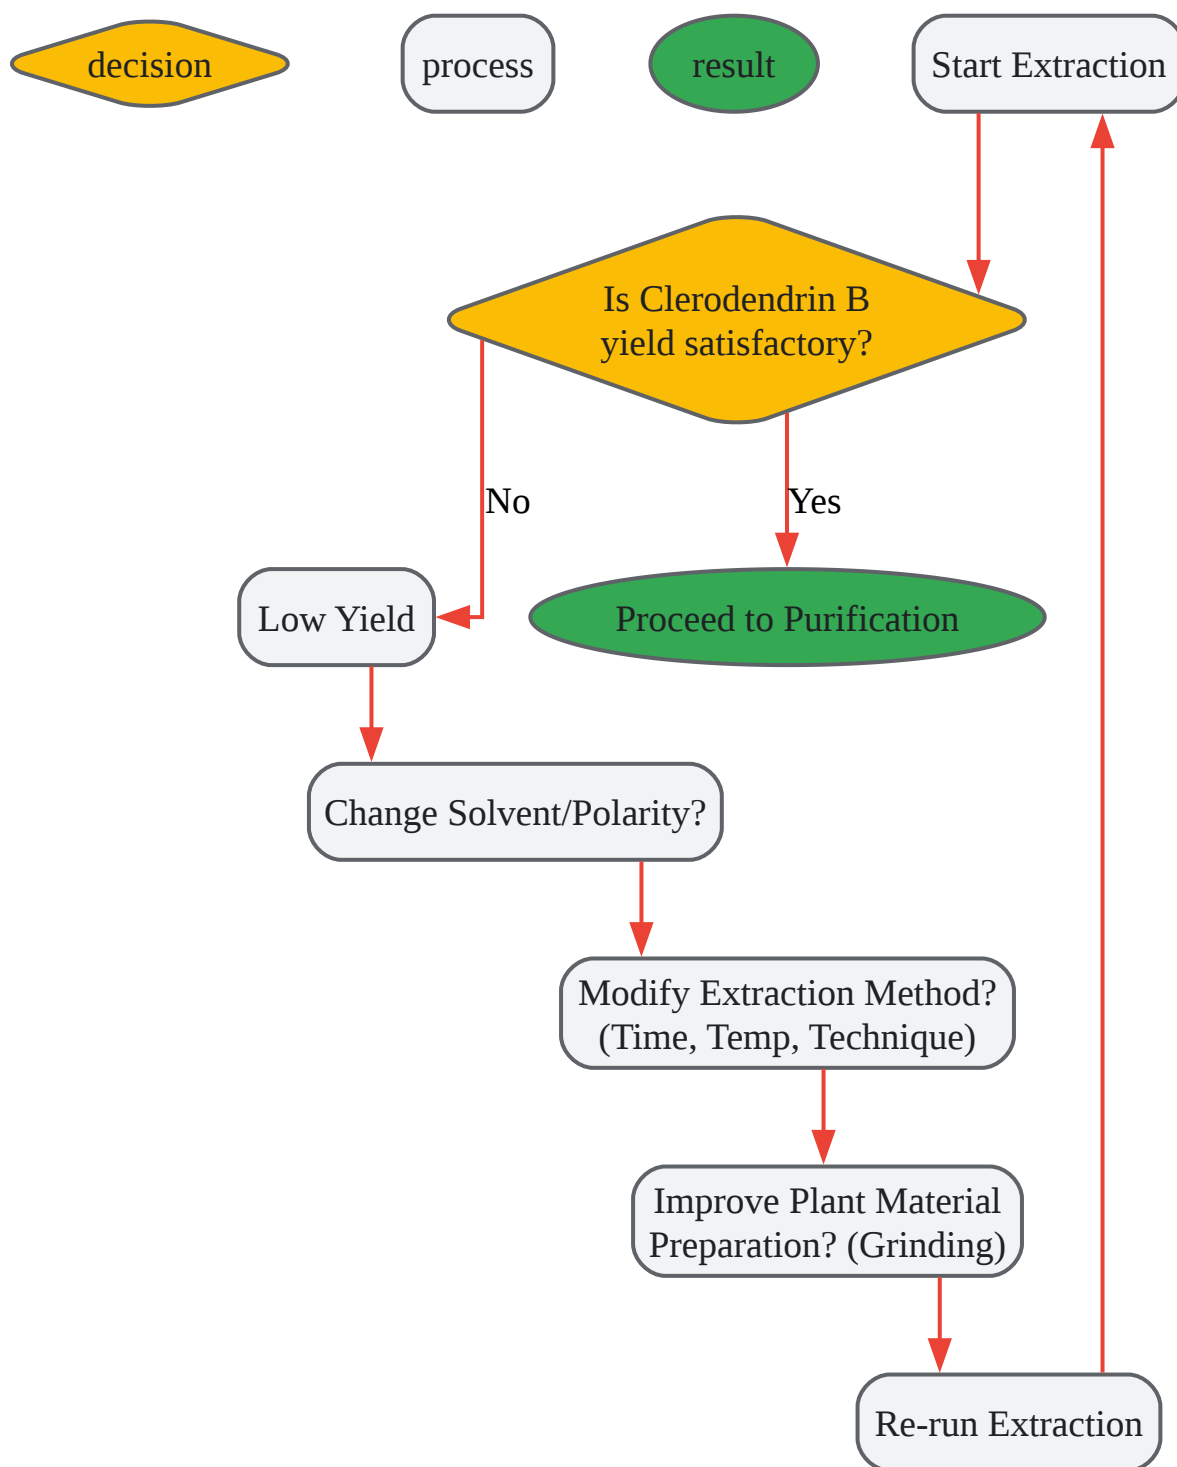 decision
process
result
Start Extraction
Is Clerodendrin B
yield satisfactory?
No
Yes
Low Yield
Proceed to Purification
Change Solvent/Polarity?
Modify Extraction Method?
(Time, Temp, Technique)
Improve Plant Material
Preparation? (Grinding)
Re-run Extraction